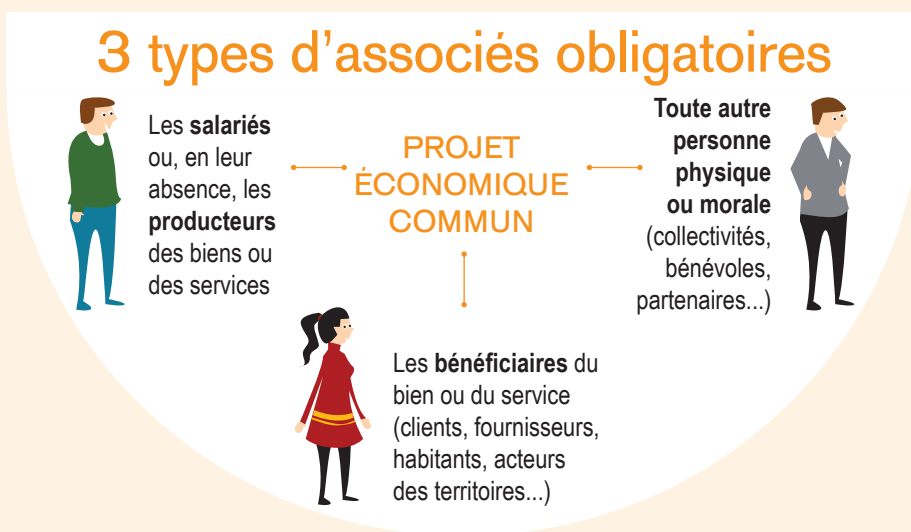 3 types d’associés obligatoires
Les salariés
ou, en leur
absence, les
producteurs
des biens ou
des services
PROJET
ÉCONOMIQUE
COMMUN
Toute autre
personne
physique
ou morale
(collectivités,
bénévoles,
partenaires...)
Les bénéficiaires du
bien ou du service
(clients, fournisseurs,
habitants, acteurs
des territoires...)